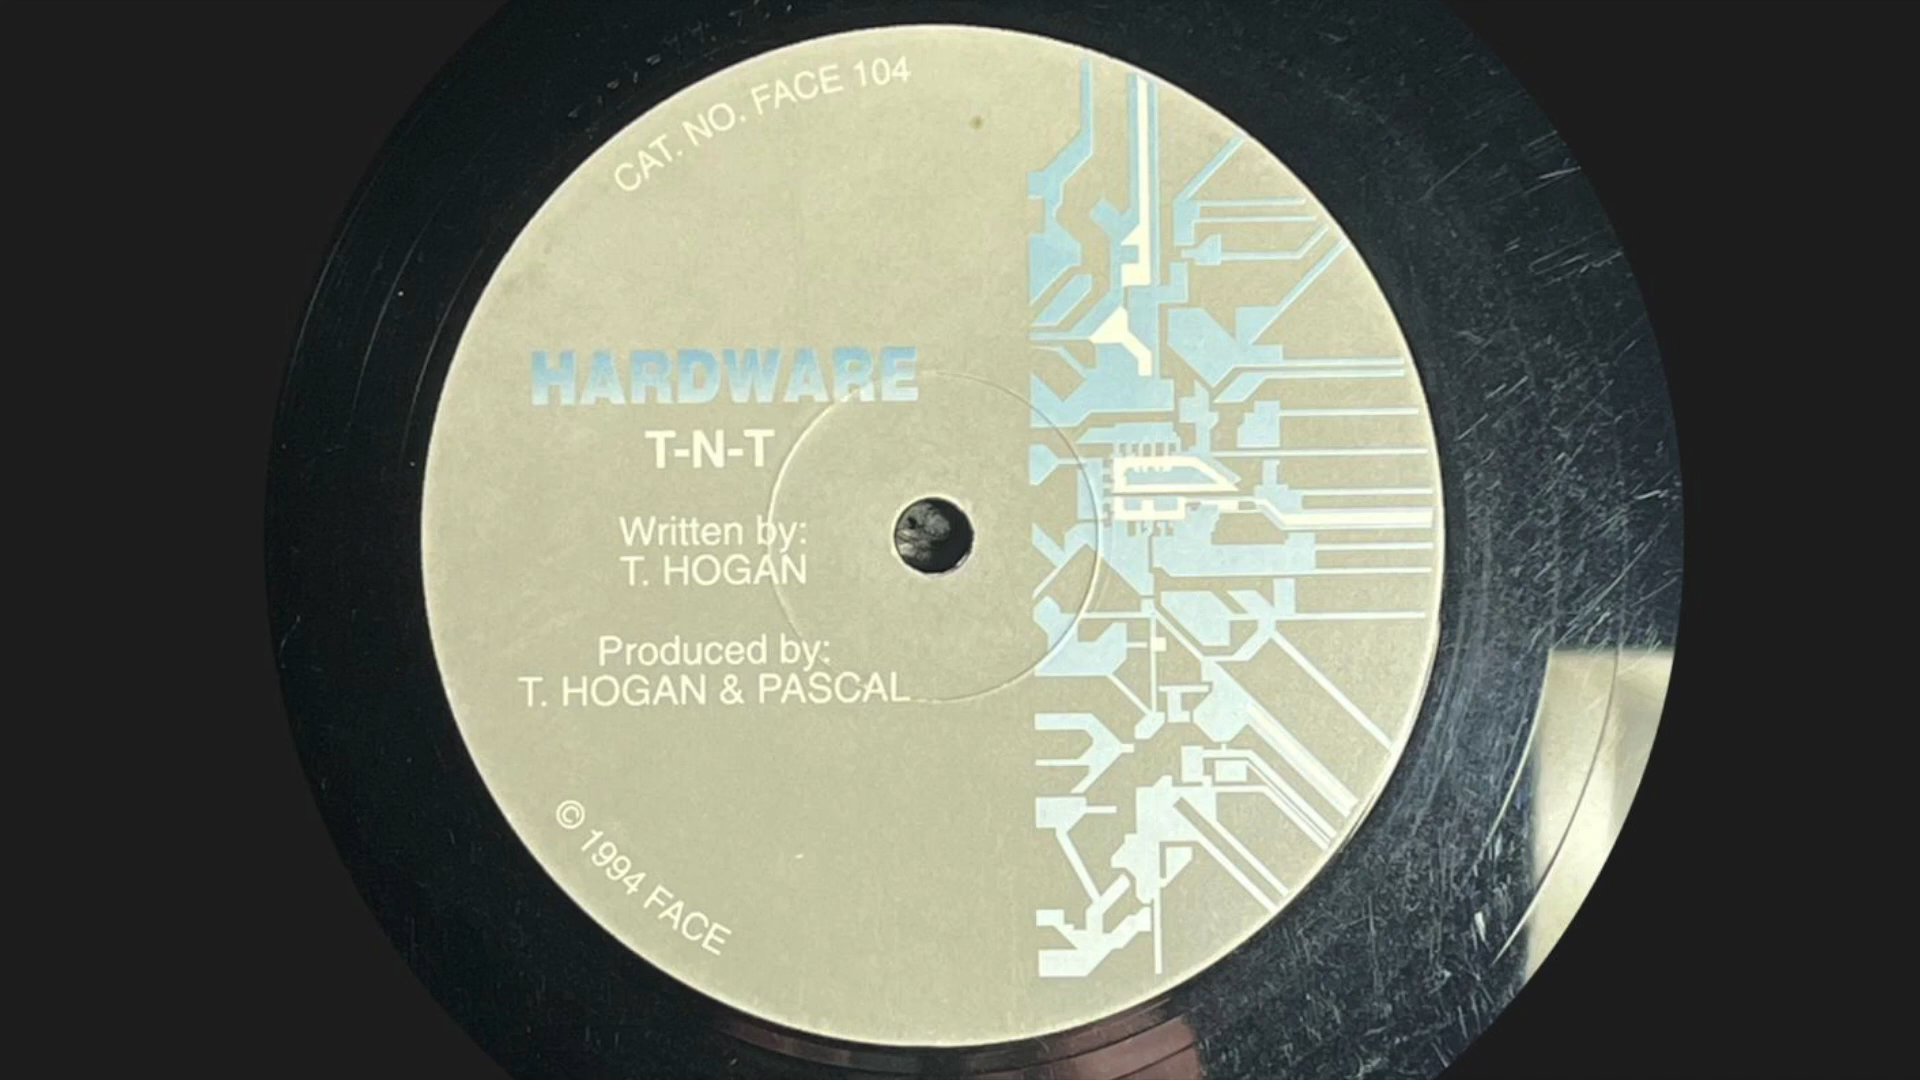 CAT. NO. FACE 104
HARDWARE
T-N-T
Written by:
T. HOGAN
Produced by:
T. HOGAN & PASCAL
© 1994 FACE